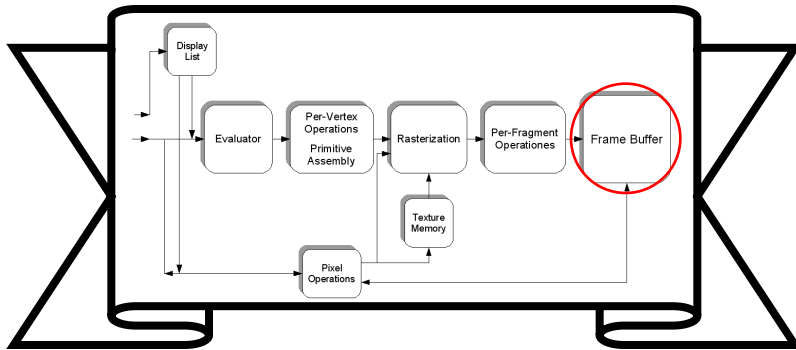 Display
List
Evaluator
Per-Vertex
Operations
Primitive
Assembly
Rasterization
Per-Fragment
Operationes
Frame Buffer
Texture
Memory
Pixel
Operations